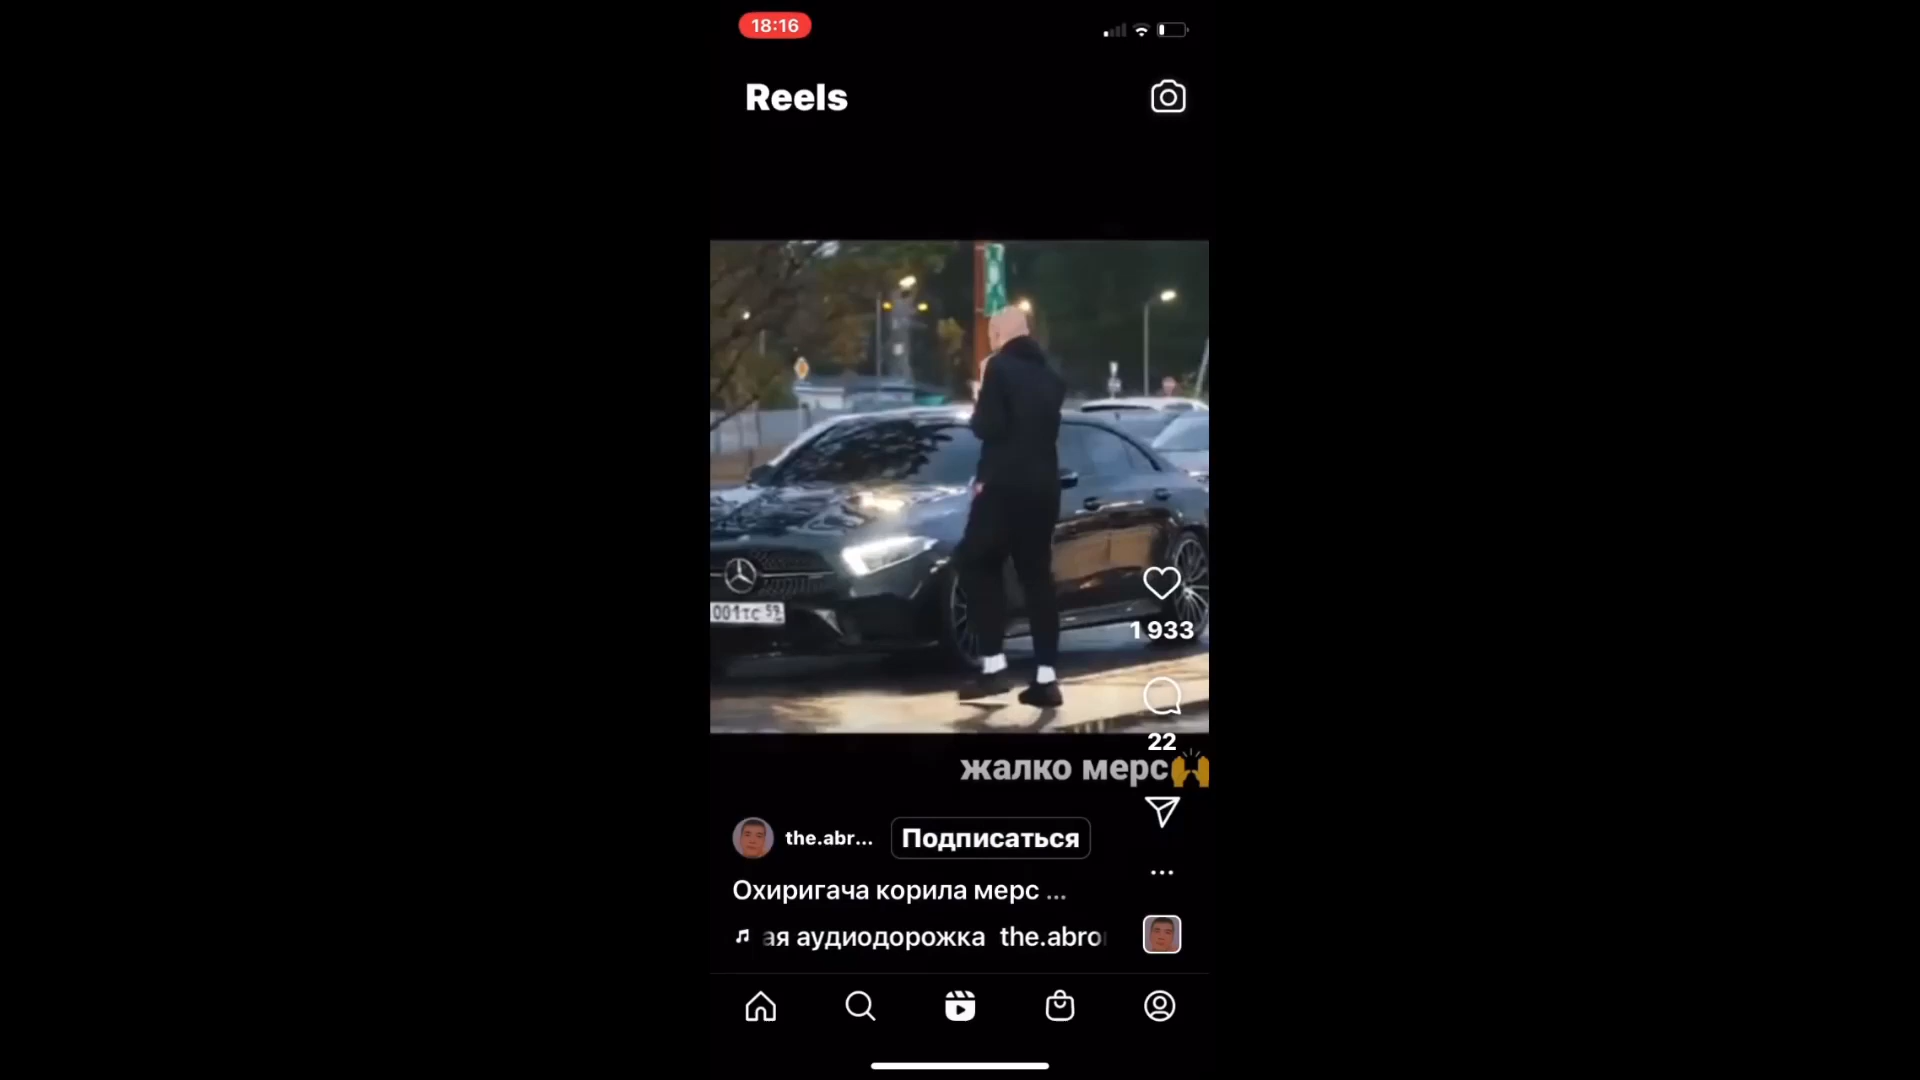 18:16
Reels
001тс 59
1 933
22
жалко мерс🙌
the.abr... Подписаться
Охиригача корила мерс ...
ая аудиодорожка the.abro